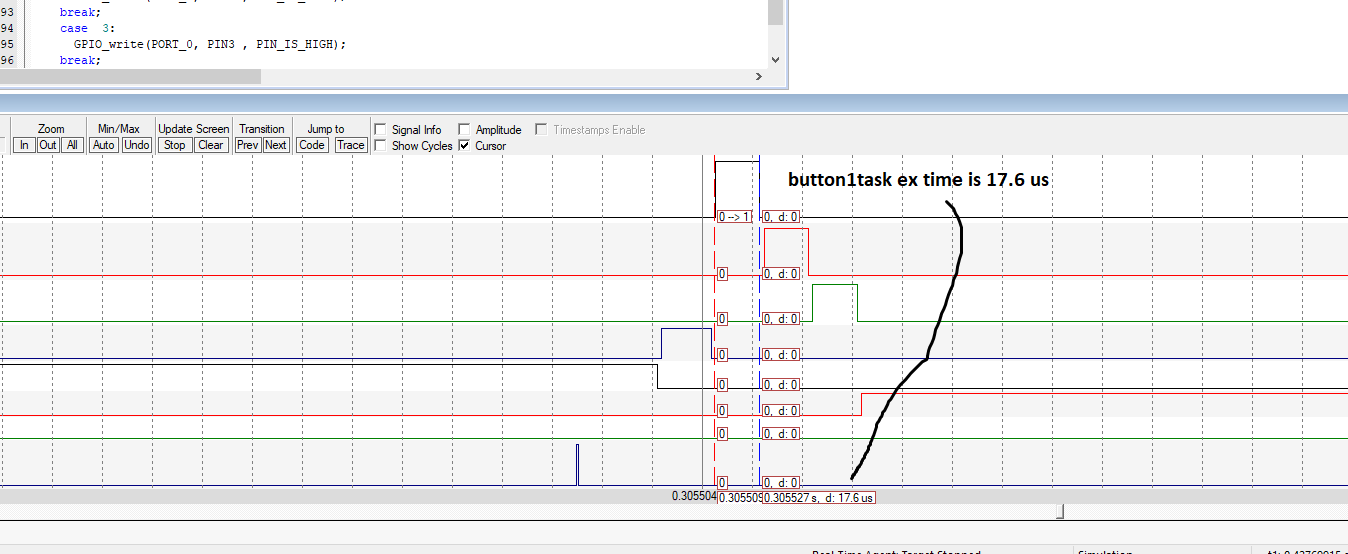 93 break;
94 case 3:
95 GPIO_write(PORT_0, PIN3 , PIN_IS_HIGH);
96 break;
Zoom Min/Max Update Screen Transition Jump to Signal Info Amplitude Timestamps Enable
In Out All Auto Undo Stop Clear Prev Next Code Trace Show Cycles Cursor
button1task ex time is 17.6 us
0 --> 1 0, d: 0
0 0, d: 0
0 0, d: 0
0 0, d: 0
0 0, d: 0
0 0, d: 0
0 0, d: 0
0 0, d: 0
0.305504 0.305509 0.305527 s, d: 17.6 us